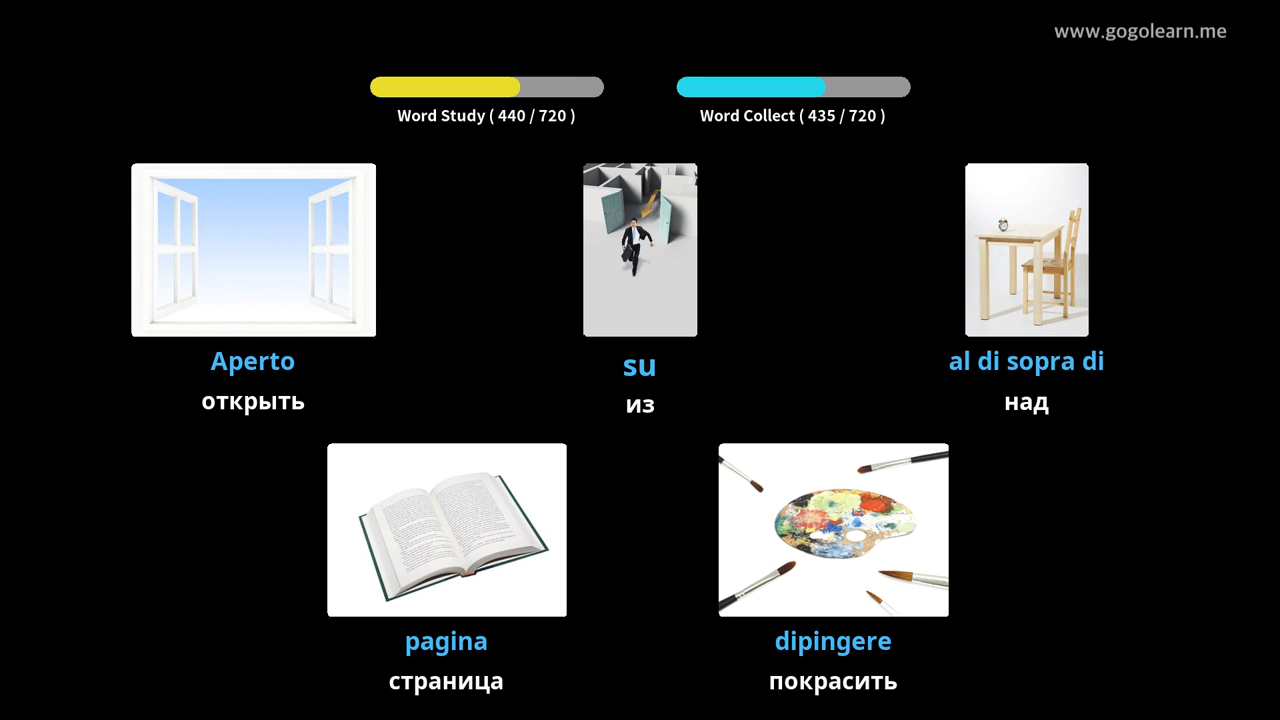 www.gogolearn.me
Word Study ( 440 / 720 )
Word Collect ( 435 / 720 )
Aperto
открыть
su
из
al di sopra di
над
pagina
страница
dipingere
покрасить